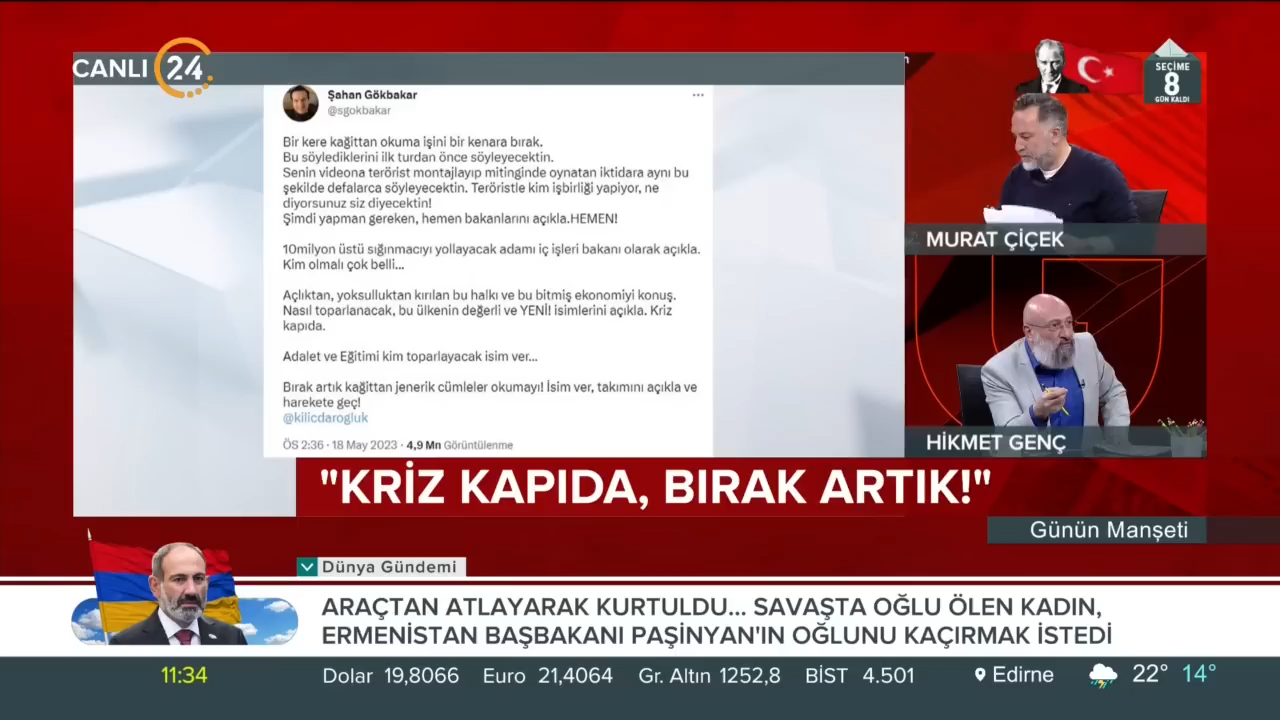 CANLI 24
Şahan Gökbakar
@sgokbakar
Bir kere kağittan okuma işini bir kenara bırak.
Bu söylediklerini ilk turdan önce söyleyecektin.
Senin videona terörist montajlayıp mitinginde oynatan iktidara aynı bu
şekilde defalarca söyleyecektin. Teröristle kim işbirliği yapiyor, ne
diyorsunuz siz diyecektin!
Şimdi yapman gereken, hemen bakanlarını açıkla.HEMEN!
10milyon üstü sığınmacıyı yollayacak adamı iç işleri bakanı olarak açıkla.
Kim olmalı çok belli...
Açlıktan, yoksulluktan kırılan bu halkı ve bu bitmiş ekonomiyi konuş.
Nasıl toparlanacak, bu ülkenin değerli ve YENİ! isimlerini açıkla. Kriz
kapıda.
Adalet ve Eğitimi kim toparlayacak isim ver...
Bırak artık kağittan jenerik cümleler okumayı! İsim ver, takımını açıkla ve
harekete geç!
@kilicdarogluk
ÖS 2:36 · 18 May 2023 · 4,9 Mn Görüntülenme
SEÇİME
8
GÜN KALDI
MURAT ÇİÇEK
HİKMET GENÇ
"KRİZ KAPIDA, BIRAK ARTIK!"
Günün Manşeti
Dünya Gündemi
ARAÇTAN ATLAYARAK KURTULDU... SAVAŞTA OĞLU ÖLEN KADIN,
ERMENİSTAN BAŞBAKANI PAŞİNYAN'IN OĞLUNU KAÇIRMAK İSTEDİ
11:34 Dolar 19,8066 Euro 21,4064 Gr. Altın 1252,8 BİST 4.501 Edirne 22° 14°